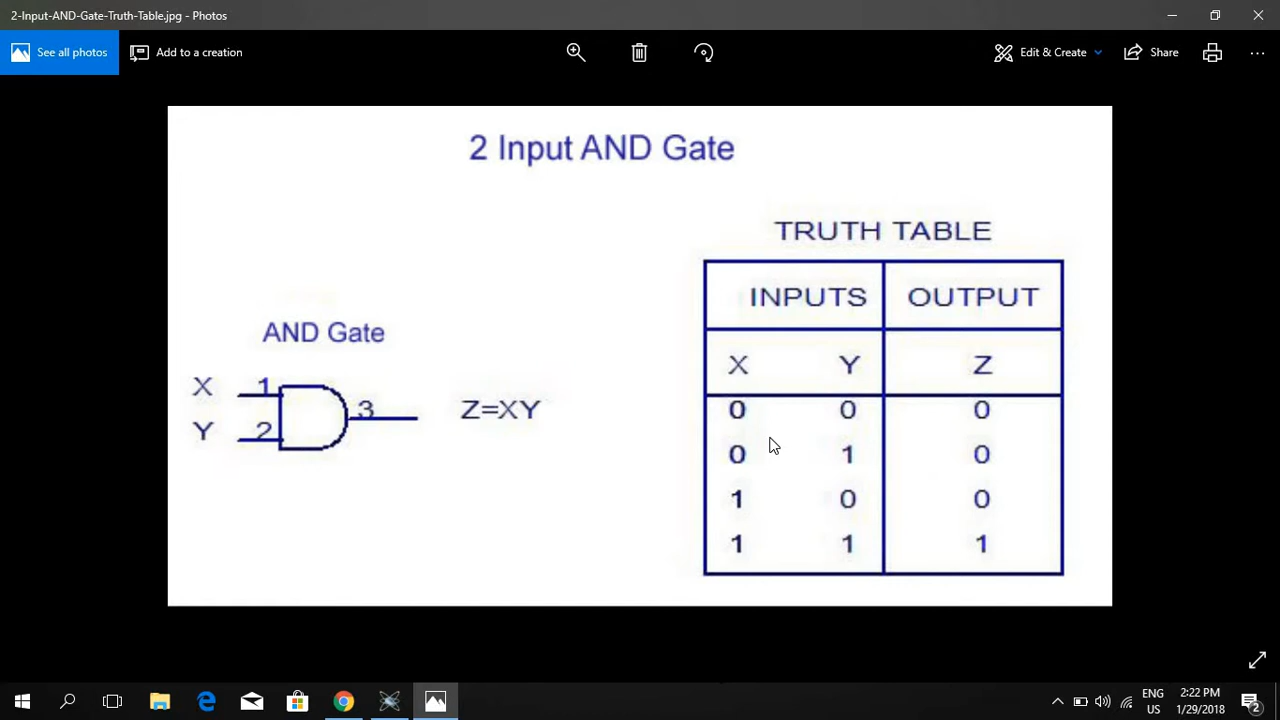 2-Input-AND-Gate-Truth-Table.jpg - Photos
See all photos
Add to a creation
Edit & Create
Share
2 Input AND Gate
AND Gate
X 1
Y 2
3
Z=XY
TRUTH TABLE
INPUTS OUTPUT
X Y Z
0 0 0
0 1 0
1 0 0
1 1 1
ENG
US
2:22 PM
1/29/2018
2